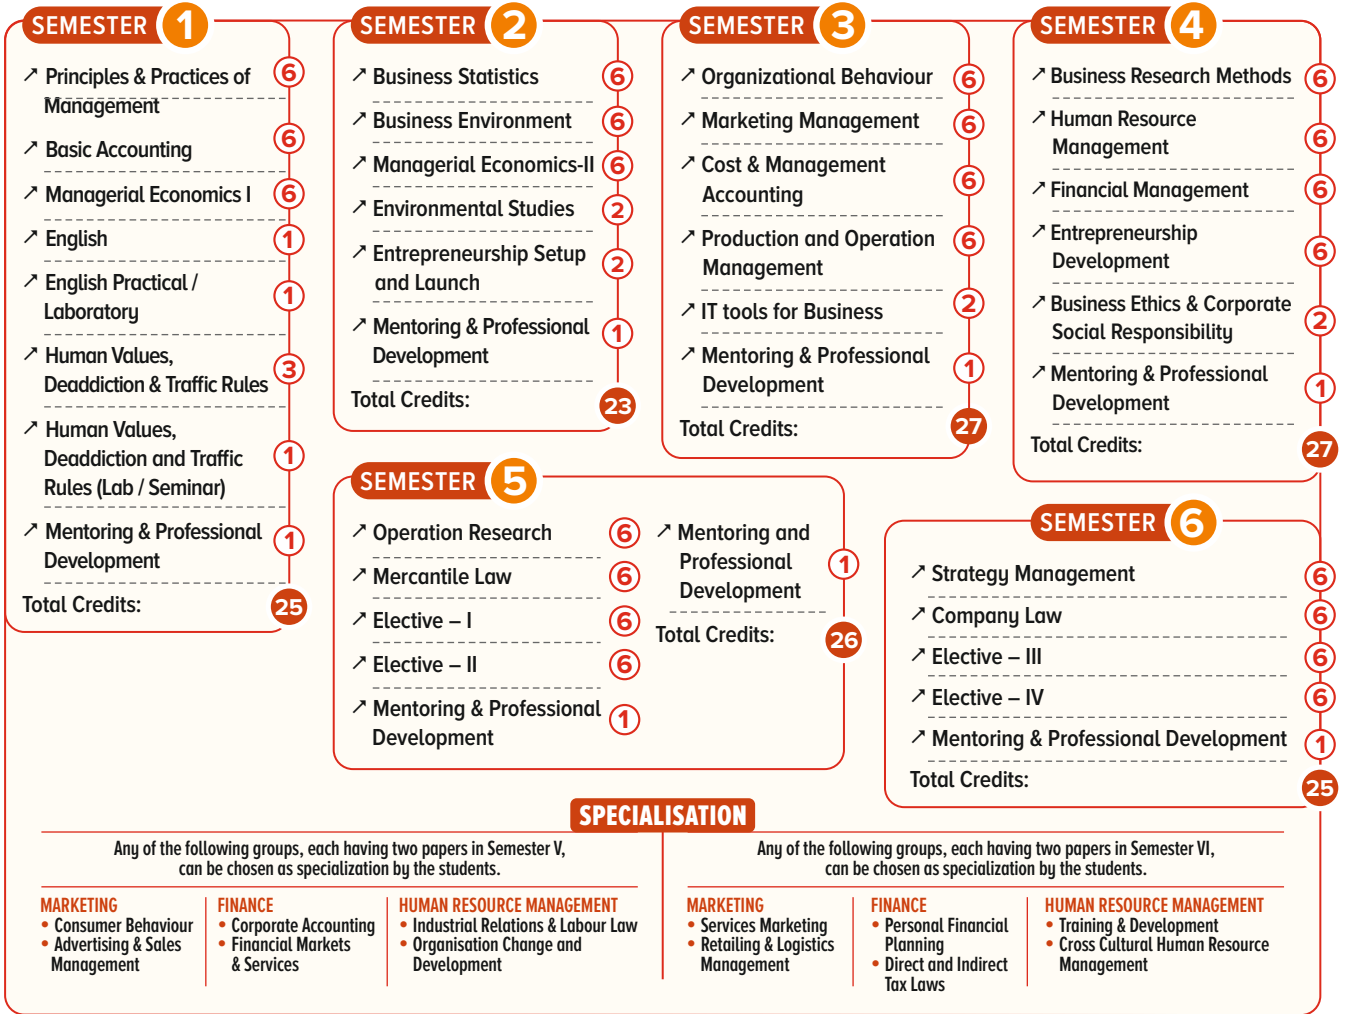 SEMESTER 1
↗ Principles & Practices of 6
Management
↗ Basic Accounting 6
↗ Managerial Economics I 6
↗ English 1
↗ English Practical / 1
Laboratory
↗ Human Values, 3
Deaddiction & Traffic Rules
↗ Human Values,
Deaddiction and Traffic 1
Rules (Lab / Seminar)
↗ Mentoring & Professional 1
Development
Total Credits: 25
SEMESTER 2
↗ Business Statistics 6
↗ Business Environment 6
↗ Managerial Economics-II 6
↗ Environmental Studies 2
↗ Entrepreneurship Setup 2
and Launch
↗ Mentoring & Professional 1
Development
Total Credits: 23
SEMESTER 3
↗ Organizational Behaviour 6
↗ Marketing Management 6
↗ Cost & Management 6
Accounting
↗ Production and Operation 6
Management
↗ IT tools for Business 2
↗ Mentoring & Professional 1
Development
Total Credits: 27
SEMESTER 4
↗ Business Research Methods 6
↗ Human Resource 6
Management
↗ Financial Management 6
↗ Entrepreneurship 6
Development
↗ Business Ethics & Corporate 2
Social Responsibility
↗ Mentoring & Professional 1
Development
Total Credits: 27
SEMESTER 5
↗ Operation Research 6
↗ Mercantile Law 6
↗ Elective – I 6
↗ Elective – II 6
↗ Mentoring & Professional 1
Development
↗ Mentoring and
Professional 1
Development
Total Credits: 26
SEMESTER 6
↗ Strategy Management 6
↗ Company Law 6
↗ Elective – III 6
↗ Elective – IV 6
↗ Mentoring & Professional Development 1
Total Credits: 25
SPECIALISATION
Any of the following groups, each having two papers in Semester V,
can be chosen as specialization by the students.
MARKETING
• Consumer Behaviour
• Advertising & Sales
Management
FINANCE
• Corporate Accounting
• Financial Markets
& Services
HUMAN RESOURCE MANAGEMENT
• Industrial Relations & Labour Law
• Organisation Change and
Development
Any of the following groups, each having two papers in Semester VI,
can be chosen as specialization by the students.
MARKETING
• Services Marketing
• Retailing & Logistics
Management
FINANCE
• Personal Financial
Planning
• Direct and Indirect
Tax Laws
HUMAN RESOURCE MANAGEMENT
• Training & Development
• Cross Cultural Human Resource
Management